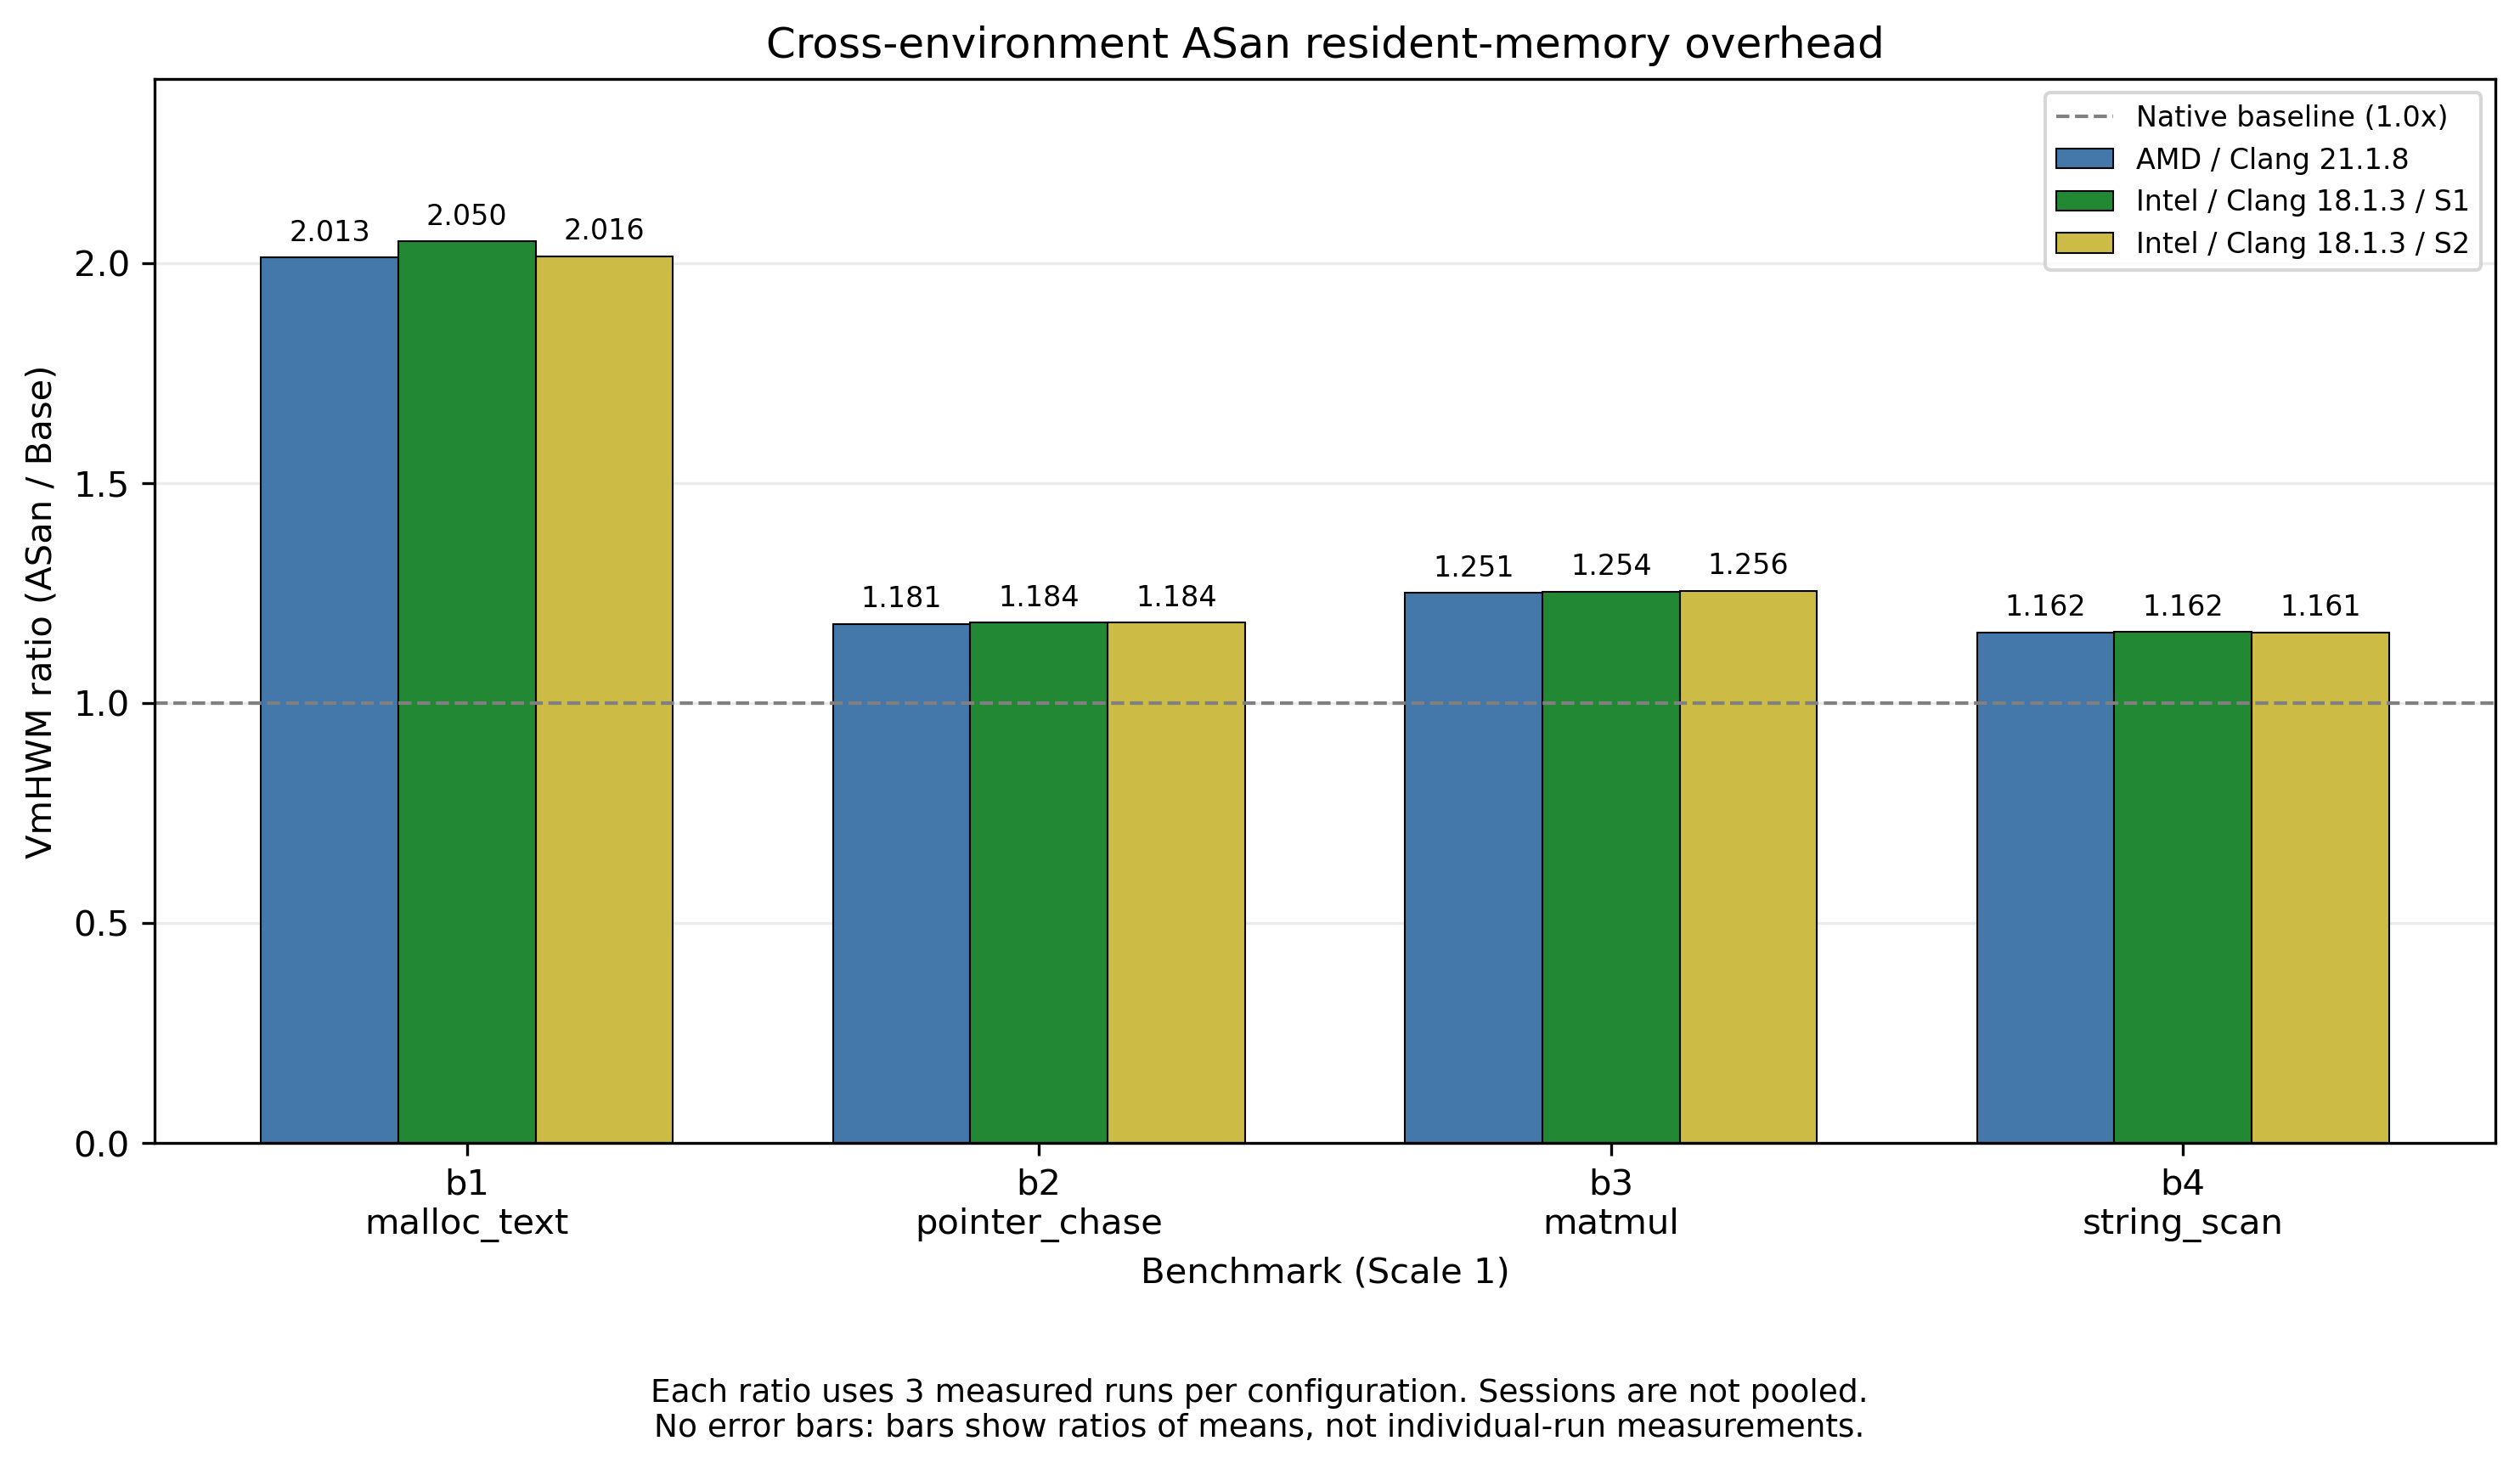 Cross-environment ASan resident-memory overhead
Native baseline (1.0x)
AMD / Clang 21.1.8
Intel / Clang 18.1.3 / S1
Intel / Clang 18.1.3 / S2
VmHWM ratio (ASan / Base)
2.0
1.5
1.0
0.5
0.0
2.013
2.050
2.016
1.181
1.184
1.184
1.251
1.254
1.256
1.162
1.162
1.161
b1
malloc_text
b2
pointer_chase
b3
matmul
b4
string_scan
Benchmark (Scale 1)
Each ratio uses 3 measured runs per configuration. Sessions are not pooled.
No error bars: bars show ratios of means, not individual-run measurements.